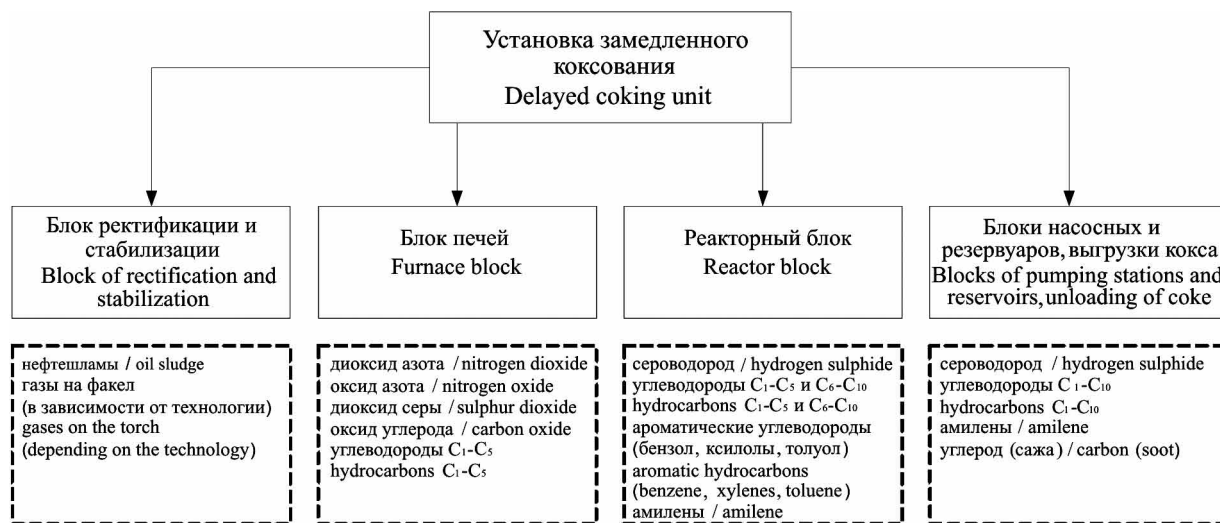 Установка замедленного
коксования
Delayed coking unit
Блок ректификации и
стабилизации
Block of rectification and
stabilization
Блок печей
Furnace block
Реакторный блок
Reactor block
Блоки насосных и
резервуаров, выгрузки кокса
Blocks of pumping stations and
reservoirs, unloading of coke
нефтешламы / oil sludge
газы на факел
(в зависимости от технологии)
gases on the torch
(depending on the technology)
диоксид азота / nitrogen dioxide
оксид азота / nitrogen oxide
диоксид серы / sulphur dioxide
оксид углерода / carbon oxide
углеводороды C₁-C₅
hydrocarbons C₁-C₅
сероводород / hydrogen sulphide
углеводороды C₁-C₅ и C₆-C₁₀
hydrocarbons C₁-C₅ и C₆-C₁₀
ароматические углеводороды
(бензол, ксилолы, толуол)
aromatic hydrocarbons
(benzene, xylenes, toluene)
амилены / amilene
сероводород / hydrogen sulphide
углеводороды C₁-C₁₀
hydrocarbons C₁-C₁₀
амилены / amilene
углерод (сажа) / carbon (soot)